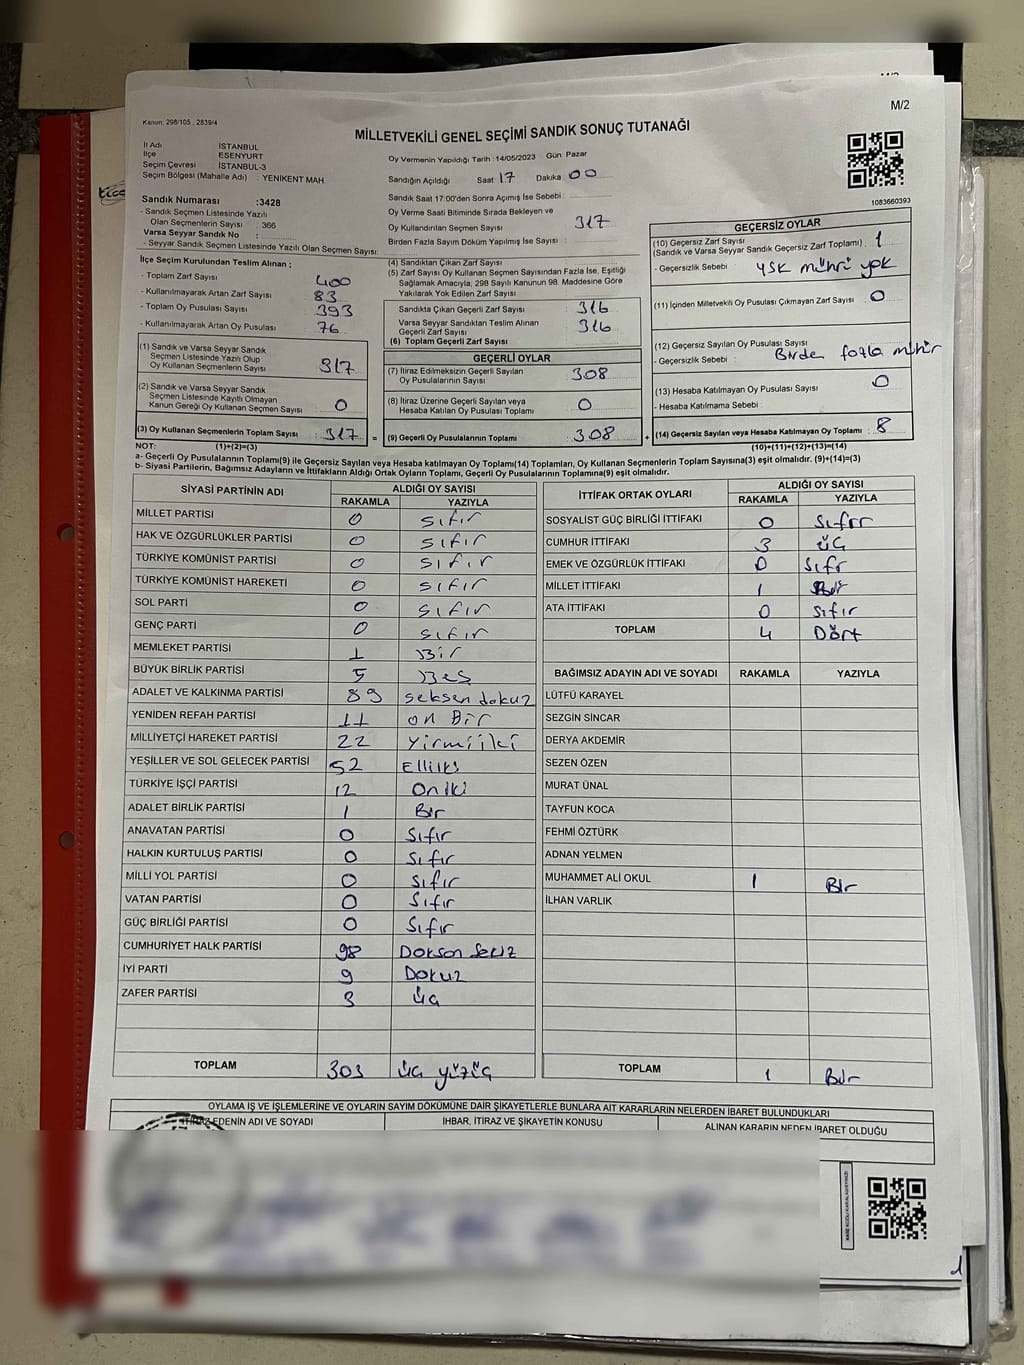 M/2
Kanun, 298/105, 2839/4
MİLLETVEKİLİ GENEL SEÇİMİ SANDIK SONUÇ TUTANAĞI
İl Adı İSTANBUL
İlçe ESENYURT
Seçim Çevresi İSTANBUL-3
Seçim Bölgesi (Mahalle Adı) : YENİKENT MAH.
Sandık Numarası :3428
- Sandık Seçmen Listesinde Yazılı
Olan Seçmenlerin Sayısı : 366
Varsa Seyyar Sandık No :
- Seyyar Sandık Seçmen Listesinde Yazılı Olan Seçmen Sayısı:
Oy Vermenin Yapıldığı Tarih :14/05/2023 Gün: Pazar
Sandığın Açıldığı Saat 17 Dakika 00
Sandık Saat 17:00'den Sonra Açımış İse Sebebi :
Oy Verme Saati Bitiminde Sırada Bekleyen ve
Oy Kullandırılan Seçmen Sayısı : 317
Birden Fazla Sayım Döküm Yapılmış İse Sayısı :
1083660393
İlçe Seçim Kurulundan Teslim Alınan ;
- Toplam Zarf Sayısı : 400
- Kullanılmayarak Artan Zarf Sayısı : 83
- Toplam Oy Pusulası Sayısı : 393
- Kullanılmayarak Artan Oy Pusulası : 76
(1) Sandık ve Varsa Seyyar Sandık
Seçmen Listesinde Yazılı Olup
Oy Kullanan Seçmenlerin Sayısı : 317
(2) Sandık ve Varsa Seyyar Sandık
Seçmen Listesinde Kayıtlı Olmayan
Kanun Gereği Oy Kullanan Seçmen Sayısı : 0
(3) Oy Kullanan Seçmenlerin Toplam Sayısı : 317 =
(1)+(2)=(3)
(4) Sandıktan Çıkan Zarf Sayısı :
(5) Zarf Sayısı Oy Kullanan Seçmen Sayısından Fazla İse, Eşitliği
Sağlamak Amacıyla, 298 Sayılı Kanunun 98. Maddesine Göre
Yakılarak Yok Edilen Zarf Sayısı :
Sandıkta Çıkan Geçerli Zarf Sayısı : 316
Varsa Seyyar Sandıktan Teslim Alınan
Geçerli Zarf Sayısı : 316
(6) Toplam Geçerli Zarf Sayısı :
GEÇERLİ OYLAR
(7) İtiraz Edilmeksizin Geçerli Sayılan
Oy Pusulalarının Sayısı : 308
(8) İtiraz Üzerine Geçerli Sayılan veya
Hesaba Katılan Oy Pusulası Toplamı : 0
(9) Geçerli Oy Pusulalarının Toplamı : 308 +
GEÇERSİZ OYLAR
(10) Geçersiz Zarf Sayısı
(Sandık ve Varsa Seyyar Sandık Geçersiz Zarf Toplamı) : 1
- Geçersizlik Sebebi : YSK mührü yok
(11) İçinden Milletvekili Oy Pusulası Çıkmayan Zarf Sayısı : 0
(12) Geçersiz Sayılan Oy Pusulası Sayısı :
- Geçersizlik Sebebi : Birden fazla mühür
(13) Hesaba Katılmayan Oy Pusulası Sayısı : 0
- Hesaba Katılmama Sebebi :
(14) Geçersiz Sayılan veya Hesaba Katılmayan Oy Toplamı : 8
(10)+(11)+(12)+(13)=(14)
NOT:
a- Geçerli Oy Pusulalarının Toplamı(9) ile Geçersiz Sayılan veya Hesaba katılmayan Oy Toplamı(14) Toplamları, Oy Kullanan Seçmenlerin Toplam Sayısına(3) eşit olmalıdır. (9)+(14)=(3)
b- Siyasi Partilerin, Bağımsız Adayların ve İttifakların Aldığı Ortak Oyların Toplamı, Geçerli Oy Pusulalarının Toplamına(9) eşit olmalıdır.
SİYASİ PARTİNİN ADI ALDIĞI OY SAYISI
RAKAMLA YAZIYLA
MİLLET PARTİSİ 0 sıfır
HAK VE ÖZGÜRLÜKLER PARTİSİ 0 sıfır
TÜRKİYE KOMÜNİST PARTİSİ 0 sıfır
TÜRKİYE KOMÜNİST HAREKETİ 0 sıfır
SOL PARTİ 0 sıfır
GENÇ PARTİ 0 sıfır
MEMLEKET PARTİSİ 1 Bir
BÜYÜK BİRLİK PARTİSİ 5 Beş
ADALET VE KALKINMA PARTİSİ 89 seksen dokuz
YENİDEN REFAH PARTİSİ 11 on Bir
MİLLİYETÇİ HAREKET PARTİSİ 22 yirmiiki
YEŞİLLER VE SOL GELECEK PARTİSİ 52 Elliiki
TÜRKİYE İŞÇİ PARTİSİ 12 Oniki
ADALET BİRLİK PARTİSİ 1 Bir
ANAVATAN PARTİSİ 0 Sıfır
HALKIN KURTULUŞ PARTİSİ 0 Sıfır
MİLLİ YOL PARTİSİ 0 Sıfır
VATAN PARTİSİ 0 Sıfır
GÜÇ BİRLİĞİ PARTİSİ 0 Sıfır
CUMHURİYET HALK PARTİSİ 98 Doksan Sekiz
İYİ PARTİ 9 Dokuz
ZAFER PARTİSİ 3 üç
TOPLAM 303 üç yüzüç
İTTİFAK ORTAK OYLARI ALDIĞI OY SAYISI
RAKAMLA YAZIYLA
SOSYALİST GÜÇ BİRLİĞİ İTTİFAKI 0 Sıfır
CUMHUR İTTİFAKI 3 üç
EMEK VE ÖZGÜRLÜK İTTİFAKI 0 Sıfır
MİLLET İTTİFAKI 1 Bir
ATA İTTİFAKI 0 Sıfır
TOPLAM 4 Dört
BAĞIMSIZ ADAYIN ADI VE SOYADI RAKAMLA YAZIYLA
LÜTFÜ KARAYEL
SEZGİN SİNCAR
DERYA AKDEMİR
SEZEN ÖZEN
MURAT ÜNAL
TAYFUN KOCA
FEHMİ ÖZTÜRK
ADNAN YELMEN
MUHAMMET ALİ OKUL 1 Bir
İLHAN VARLIK
TOPLAM 1 Bir
OYLAMA İŞ VE İŞLEMLERİNE VE OYLARIN SAYIM DÖKÜMÜNE DAİR ŞİKAYETLERLE BUNLARA AİT KARARLARIN NELERDEN İBARET BULUNDUKLARI
İTİRAZ EDENİN ADI VE SOYADI IHBAR, İTİRAZ VE ŞİKAYETİN KONUSU ALINAN KARARIN NEDEN İBARET OLDUĞU